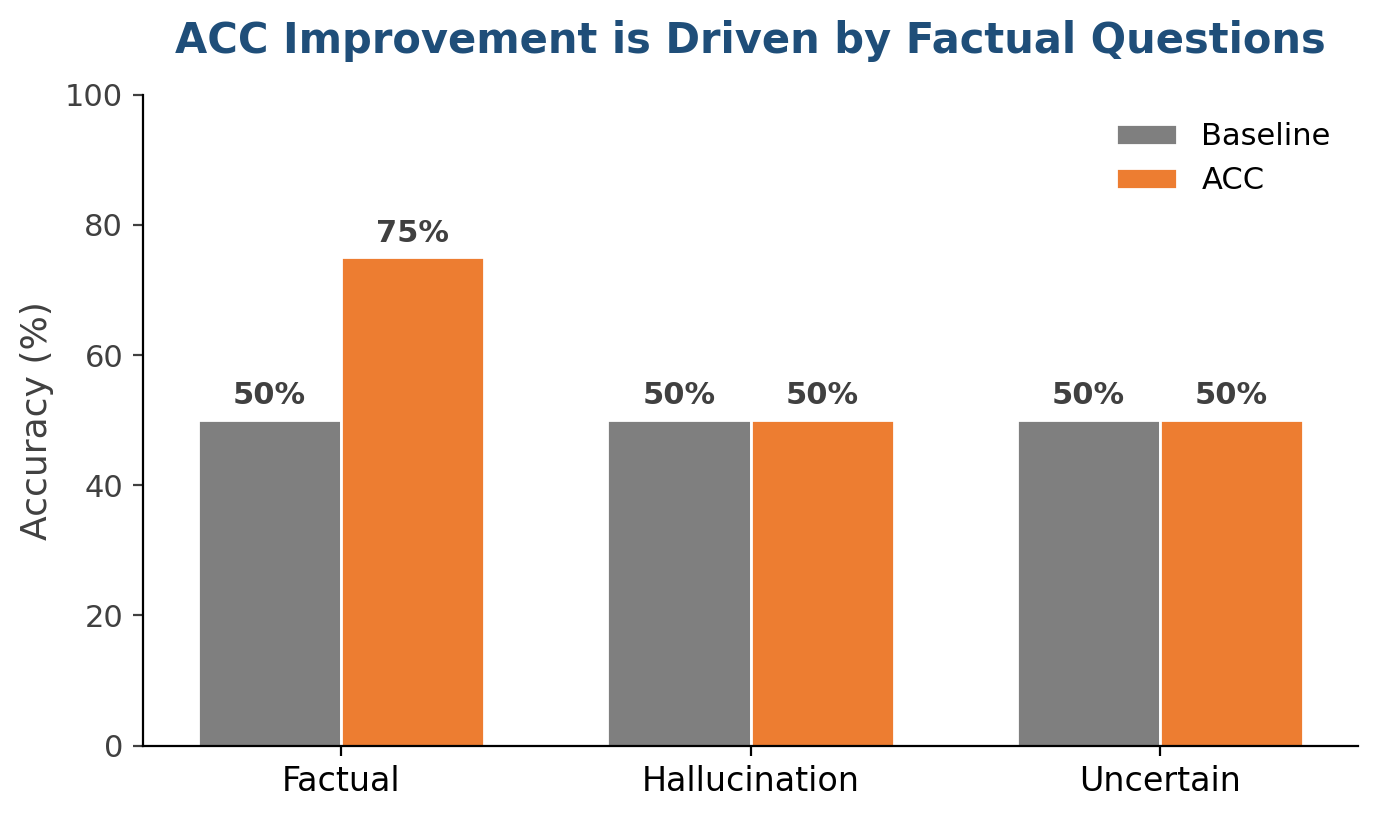 ACC Improvement is Driven by Factual Questions
100
80
60
40
20
0
Accuracy (%)
Baseline
ACC
50%
75%
50%
50%
50%
50%
Factual
Hallucination
Uncertain